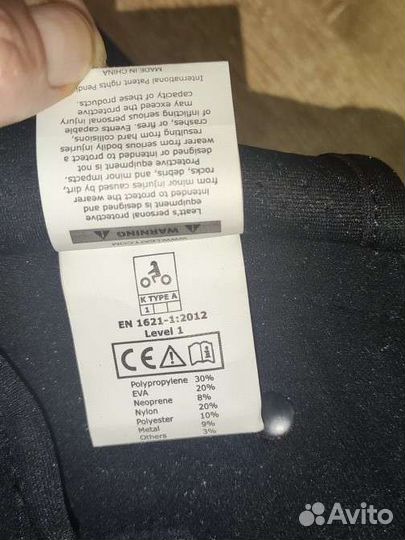 WWW.LEATT.COM
WARNING
Leatt's personal protective
equipment is designed and
intended to protect the wearer
from minor injuries caused by dirt,
rocks, debris, and minor impacts.
Protective equipment is not
designed or intended to protect a
wearer from serious bodily injuries
resulting from hard collisions,
crashes, or fires. Events capable
of inflicting serious personal injury
may exceed the protective
capacity of these products.
International Patent rights Pendi
MADE IN CHINA
K TYPE A
1
EN 1621-1:2012
Level 1
CE
Polypropylene 30%
EVA 20%
Neoprene 8%
Nylon 20%
Polyester 10%
Metal 9%
Others 3%
Avito